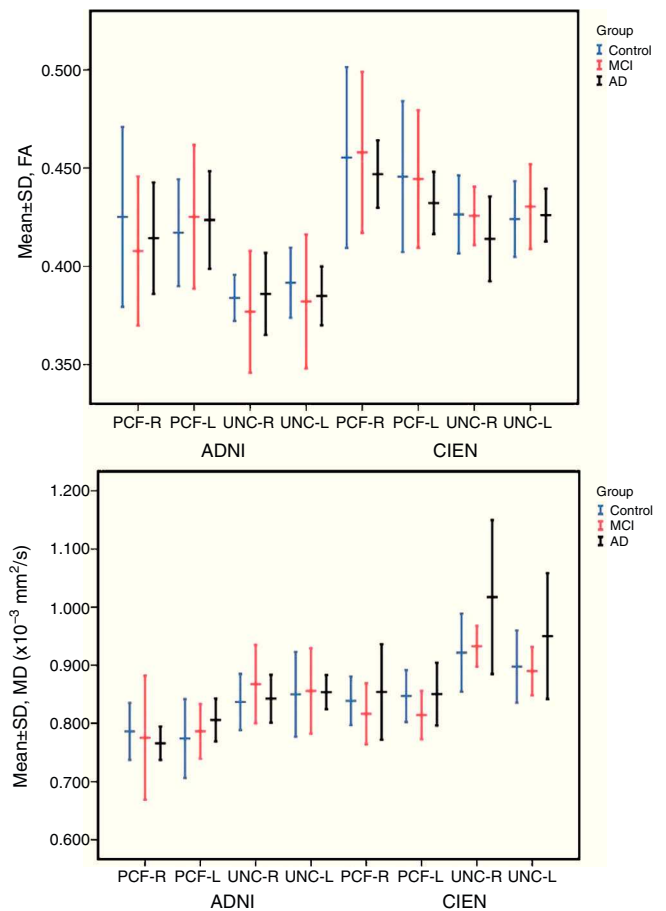 Group
Control
MCI
AD
Mean±SD, FA
0.500
0.450
0.400
0.350
PCF-R PCF-L UNC-R UNC-L PCF-R PCF-L UNC-R UNC-L
ADNI CIEN
Group
Control
MCI
AD
Mean±SD, MD (x10⁻³ mm²/s)
1.200
1.100
1.000
0.900
0.800
0.700
0.600
PCF-R PCF-L UNC-R UNC-L PCF-R PCF-L UNC-R UNC-L
ADNI CIEN